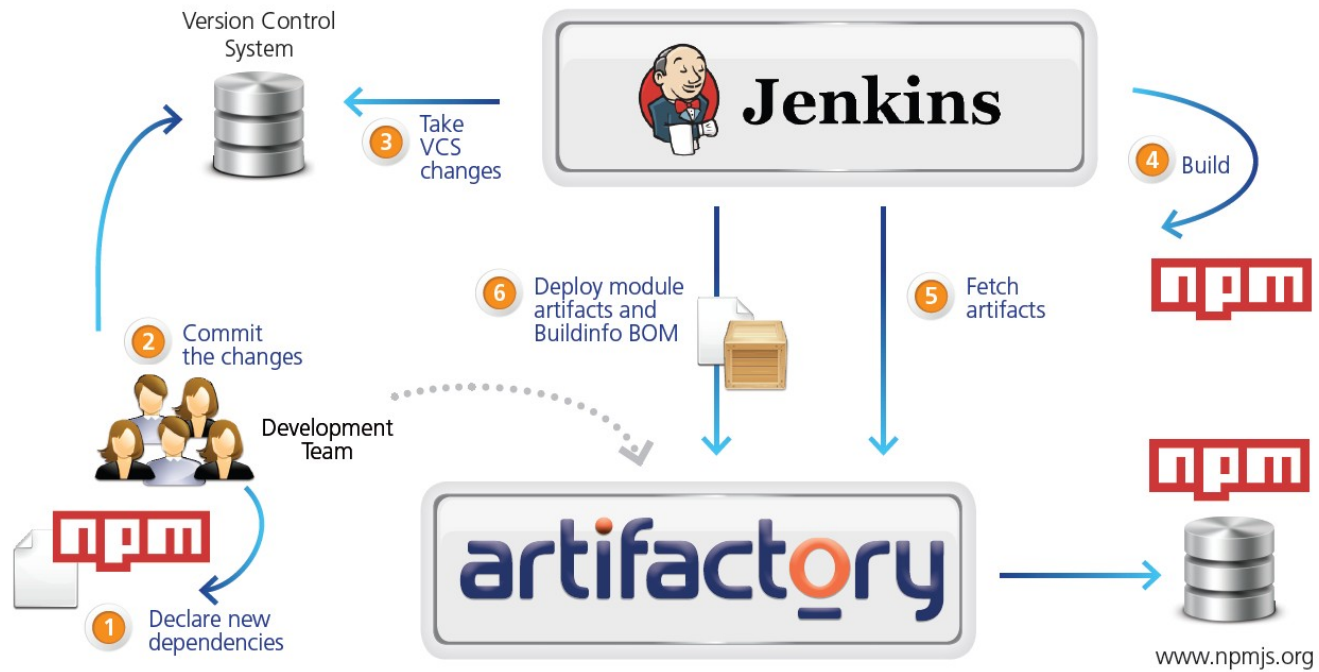 Version Control
System
Jenkins
3
Take
VCS
changes
4
Build
npm
6
Deploy module
artifacts and
Buildinfo BOM
5
Fetch
artifacts
2
Commit
the changes
Development
Team
npm
1
Declare new
dependencies
artifactory
npm
www.npmjs.org